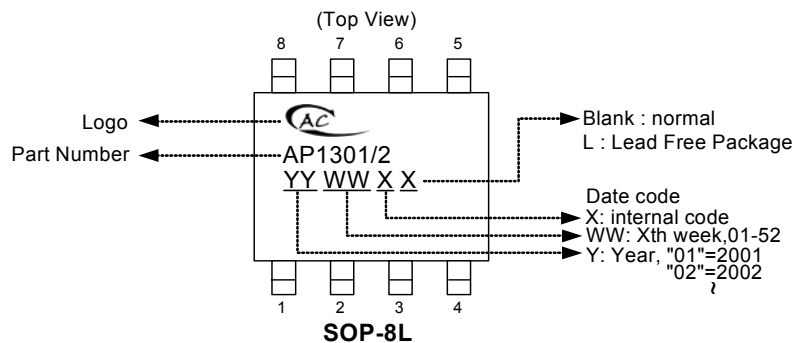 (Top View)
8 7 6 5
Logo
AC
Blank : normal
L : Lead Free Package
Part Number
AP1301/2
YY WW X X
Date code
X: internal code
WW: Xth week,01-52
Y: Year, "01"=2001
"02"=2002
~
1 2 3 4
SOP-8L